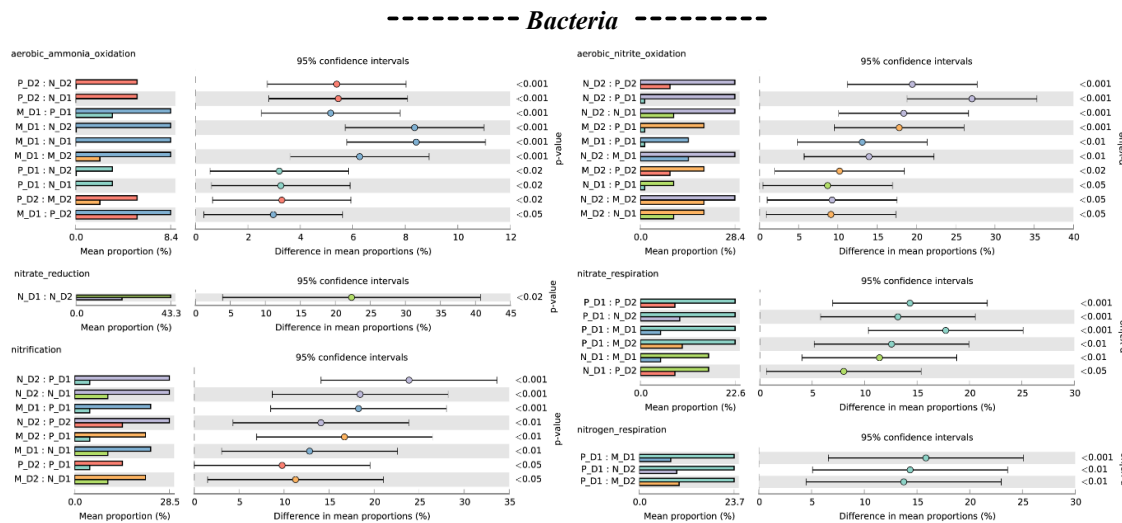 Bacteria
aerobic_ammonia_oxidation
95% confidence intervals
P_D2 : N_D2 <0.001
P_D2 : N_D1 <0.001
M_D1 : P_D1 <0.001
M_D1 : N_D2 <0.001
M_D1 : N_D1 <0.001
M_D1 : M_D2 <0.001
P_D1 : N_D2 <0.02
P_D1 : N_D1 <0.02
P_D2 : M_D2 <0.02
M_D1 : P_D2 <0.05
p-value
0.0 8.4 0 2 4 6 8 10 12
Mean proportion (%) Difference in mean proportions (%)
nitrate_reduction
95% confidence intervals
N_D1 : N_D2 <0.02
p-value
0.0 43.3 0 5 10 15 20 25 30 35 40 45
Mean proportion (%) Difference in mean proportions (%)
nitrification
95% confidence intervals
N_D2 : P_D1 <0.001
N_D2 : N_D1 <0.001
M_D1 : P_D1 <0.001
N_D2 : P_D2 <0.01
M_D2 : P_D1 <0.01
M_D1 : N_D1 <0.01
P_D2 : P_D1 <0.05
M_D2 : N_D1 <0.05
p-value
0.0 28.5 0 5 10 15 20 25 30 35
Mean proportion (%) Difference in mean proportions (%)
aerobic_nitrite_oxidation
95% confidence intervals
N_D2 : P_D2 <0.001
N_D2 : P_D1 <0.001
N_D2 : N_D1 <0.001
M_D2 : P_D1 <0.001
M_D1 : P_D1 <0.01
N_D2 : M_D1 <0.01
M_D2 : P_D2 <0.02
N_D1 : P_D1 <0.05
N_D2 : M_D2 <0.05
M_D2 : N_D1 <0.05
p-value
0.0 28.4 0 5 10 15 20 25 30 35 40
Mean proportion (%) Difference in mean proportions (%)
nitrate_respiration
95% confidence intervals
P_D1 : P_D2 <0.001
P_D1 : N_D2 <0.001
P_D1 : M_D1 <0.001
P_D1 : M_D2 <0.01
N_D1 : M_D1 <0.01
N_D1 : P_D2 <0.05
p-value
0.0 22.6 0 5 10 15 20 25 30
Mean proportion (%) Difference in mean proportions (%)
nitrogen_respiration
95% confidence intervals
P_D1 : M_D1 <0.001
P_D1 : N_D2 <0.01
P_D1 : M_D2 <0.01
p-value
0.0 23.7 0 5 10 15 20 25 30
Mean proportion (%) Difference in mean proportions (%)